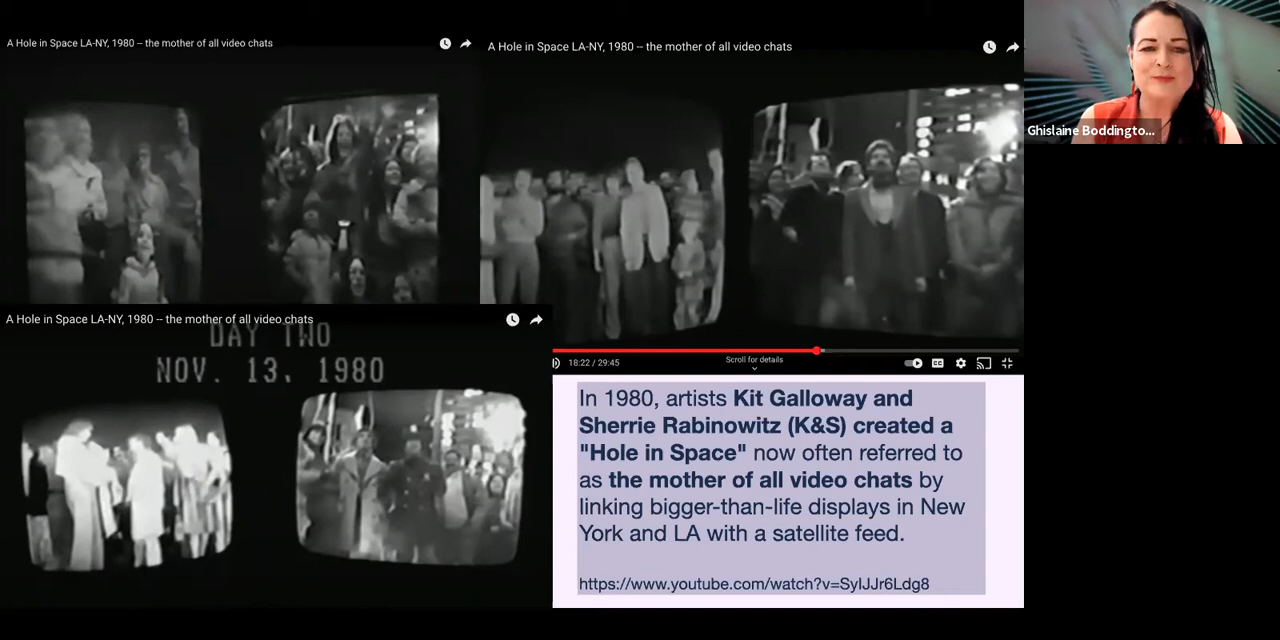 A Hole in Space LA-NY, 1980 -- the mother of all video chats
A Hole in Space LA-NY, 1980 -- the mother of all video chats
Ghislaine Boddingto...
A Hole in Space LA-NY, 1980 -- the mother of all video chats
DAY TWO
NOV. 13. 1980
18:22 / 29:45
Scroll for details
CC
In 1980, artists Kit Galloway and
Sherrie Rabinowitz (K&S) created a
"Hole in Space" now often referred to
as the mother of all video chats by
linking bigger-than-life displays in New
York and LA with a satellite feed.
https://www.youtube.com/watch?v=SyIJJr6Ldg8